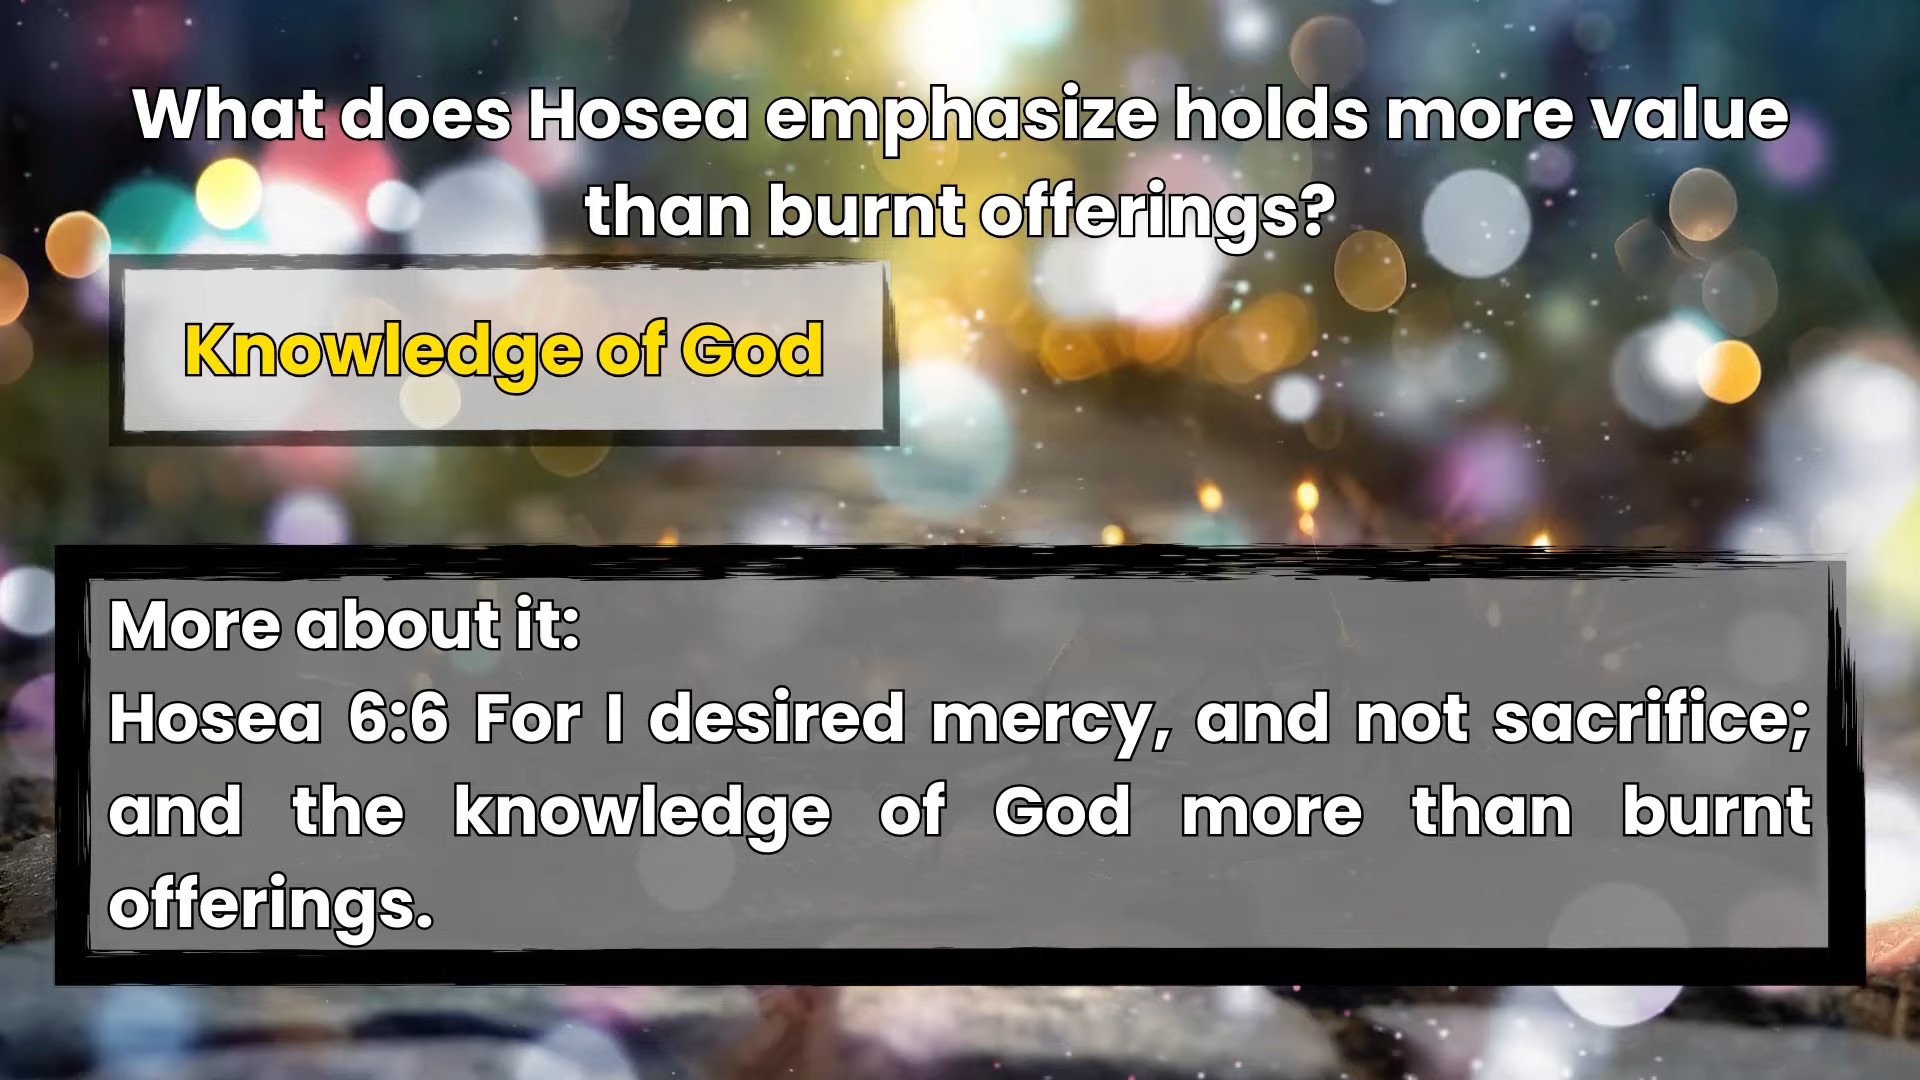 What does Hosea emphasize holds more value
than burnt offerings?
Knowledge of God
More about it:
Hosea 6:6 For I desired mercy, and not sacrifice;
and the knowledge of God more than burnt
offerings.